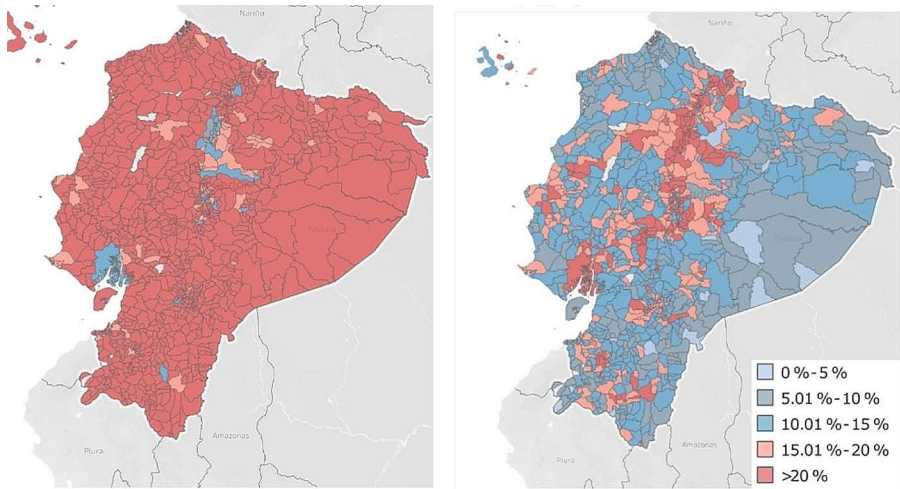 Nariño
Piura
Amazonas
Nariño
Pastaza
Piura
Amazonas
0 %-5 %
5.01 %-10 %
10.01 %-15 %
15.01 %-20 %
>20 %